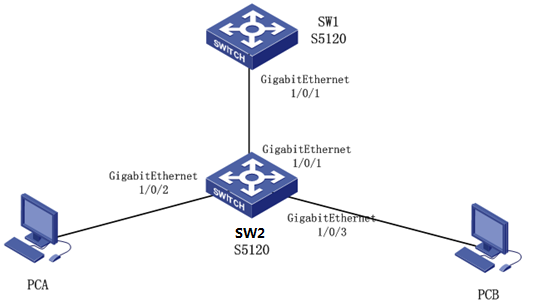 SW1
S5120
SWITCH
GigabitEthernet
1/0/1
GigabitEthernet
1/0/1
GigabitEthernet
1/0/2
SWITCH
GigabitEthernet
1/0/3
SW2
S5120
PCA
PCB